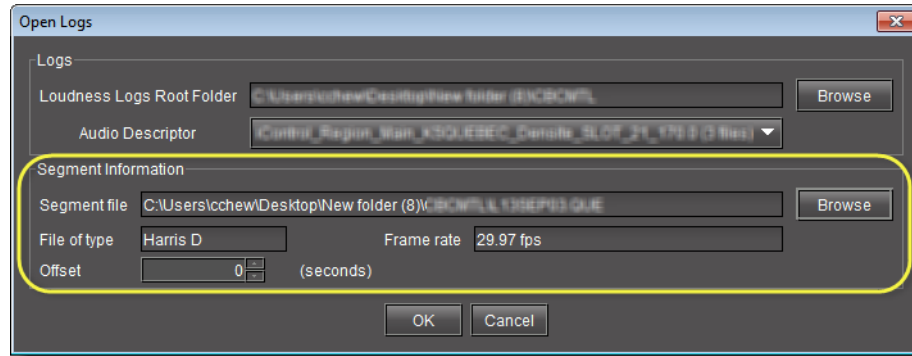 Open Logs
Logs
Loudness Logs Root Folder
Browse
Audio Descriptor
Segment Information
Segment file C:\Users\cchew\Desktop\New folder (8)\
Browse
File of type Harris D Frame rate 29.97 fps
Offset 0 (seconds)
OK Cancel